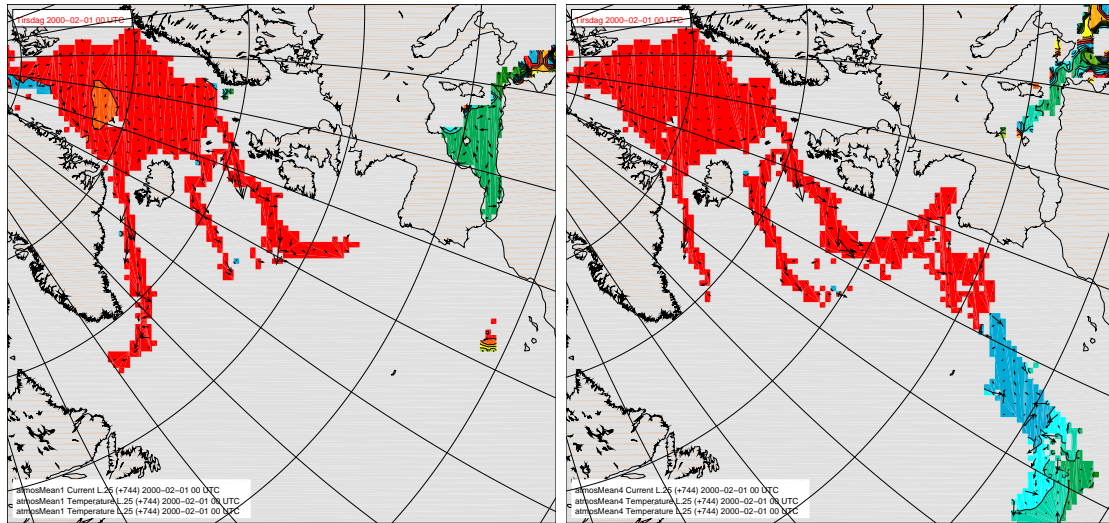 Tirsdag 2000−02−01 00 UTC
atmosMean1 Current L.25 (+744) 2000−02−01 00 UTC
atmosMean1 Temperature L.25 (+744) 2000−02−01 00 UTC
atmosMean1 Temperature L.25 (+744) 2000−02−01 00 UTC
Tirsdag 2000−02−01 00 UTC
atmosMean4 Current L.25 (+744) 2000−02−01 00 UTC
atmosMean4 Temperature L.25 (+744) 2000−02−01 00 UTC
atmosMean4 Temperature L.25 (+744) 2000−02−01 00 UTC